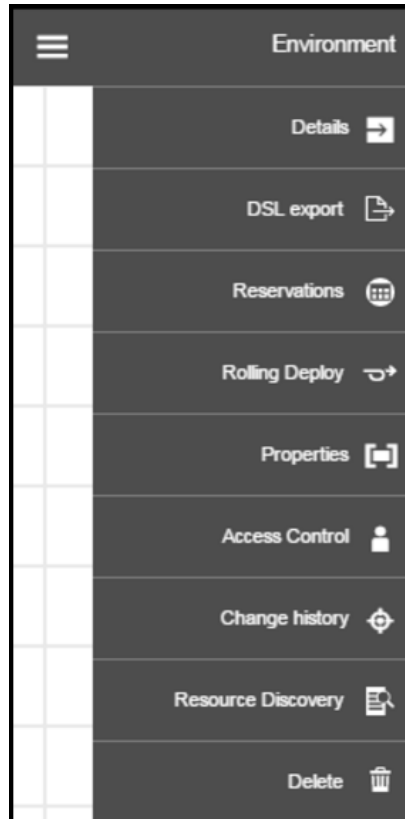 Environment
Details
DSL export
Reservations
Rolling Deploy
Properties
Access Control
Change history
Resource Discovery
Delete